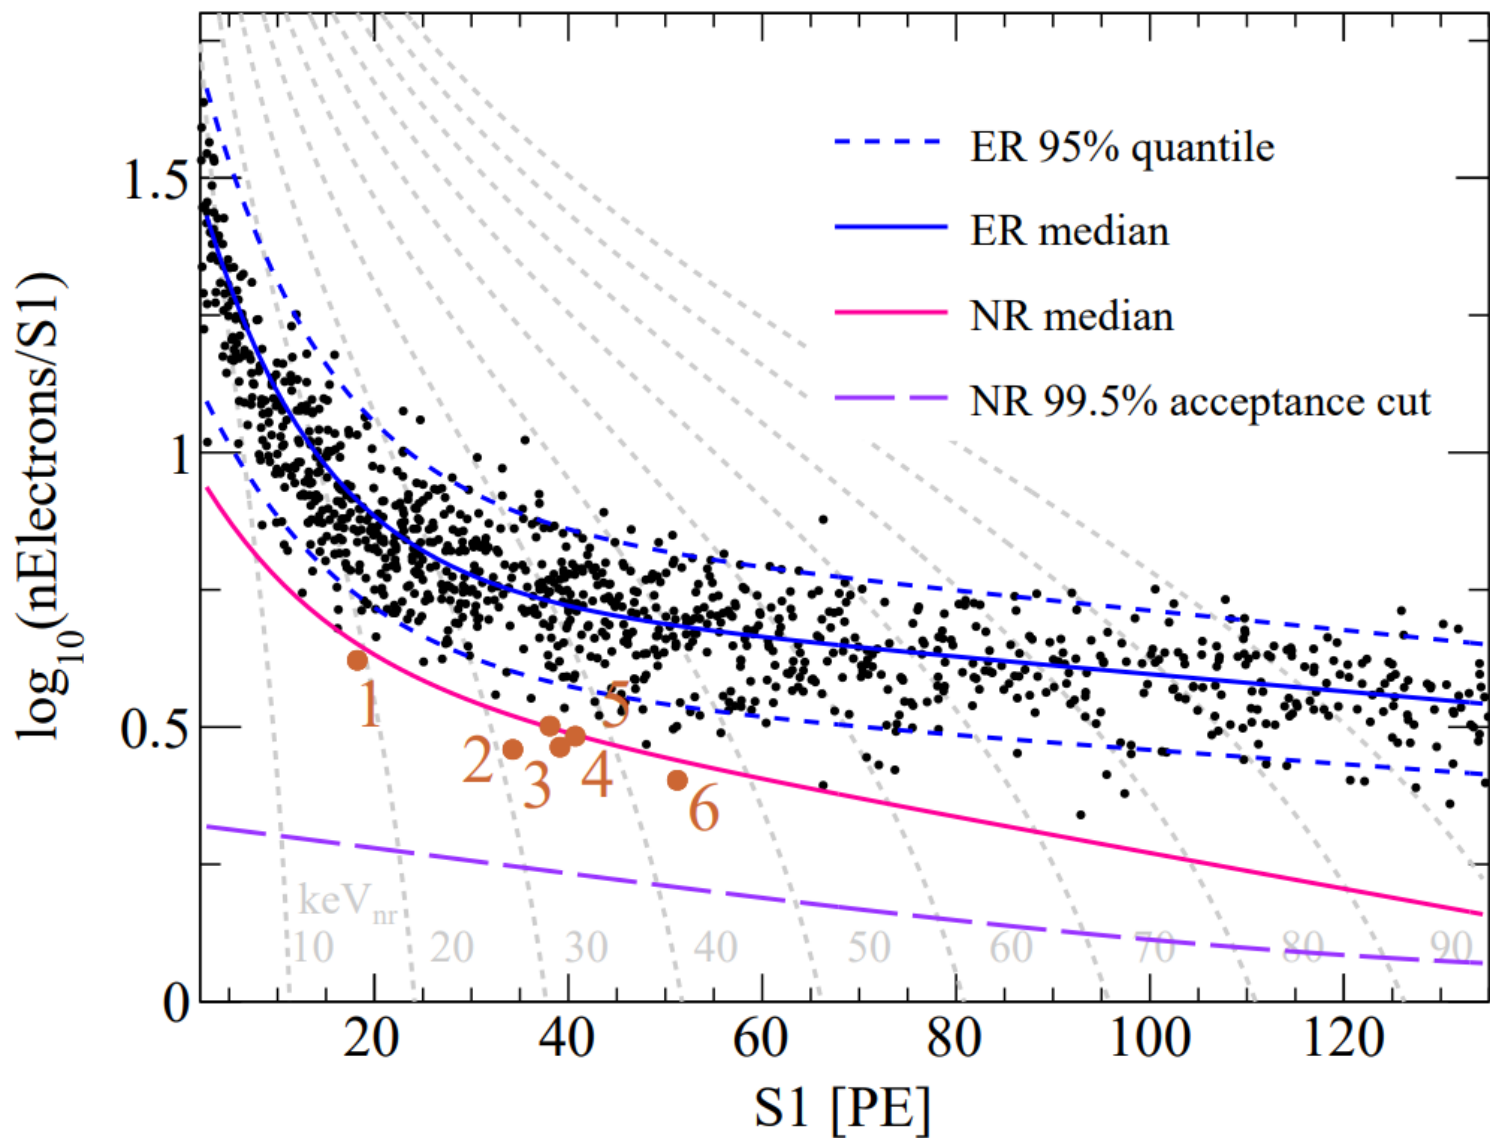 1.5
1
0.5
0
log10(nElectrons/S1)
ER 95% quantile
ER median
NR median
NR 99.5% acceptance cut
1
2
3
4
5
6
keVnr
10 20 30 40 50 60 70 80 90
20 40 60 80 100 120
S1 [PE]